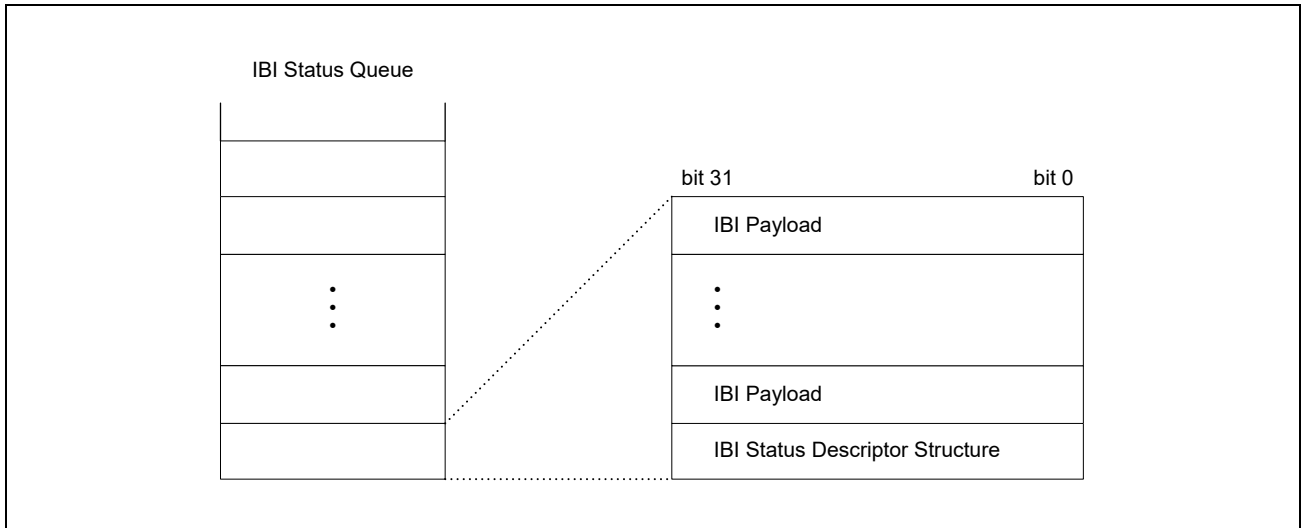 IBI Status Queue
bit 31 bit 0
IBI Payload
IBI Payload
IBI Status Descriptor Structure